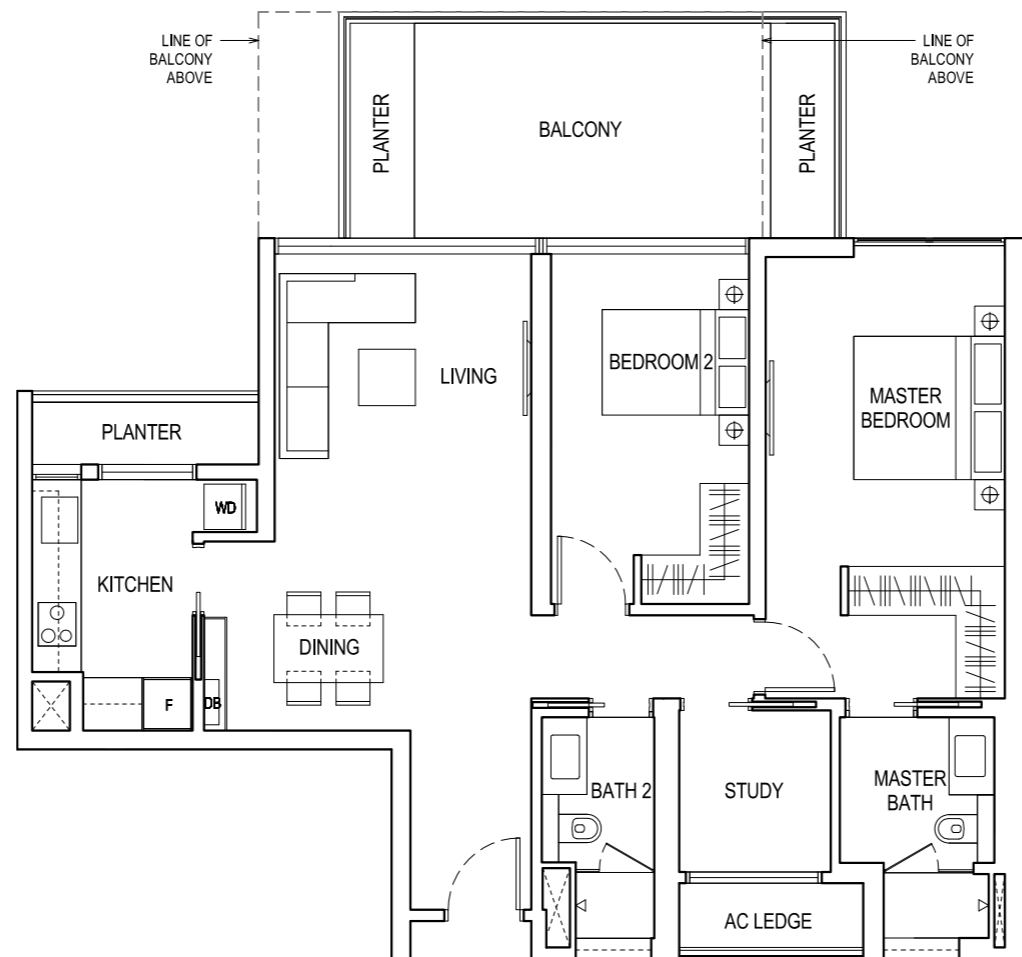 LINE OF
BALCONY
ABOVE
LINE OF
BALCONY
ABOVE
PLANTER
BALCONY
PLANTER
LIVING
BEDROOM 2
MASTER
BEDROOM
PLANTER
WD
KITCHEN
DINING
F
DB
BATH 2
STUDY
MASTER
BATH
AC LEDGE